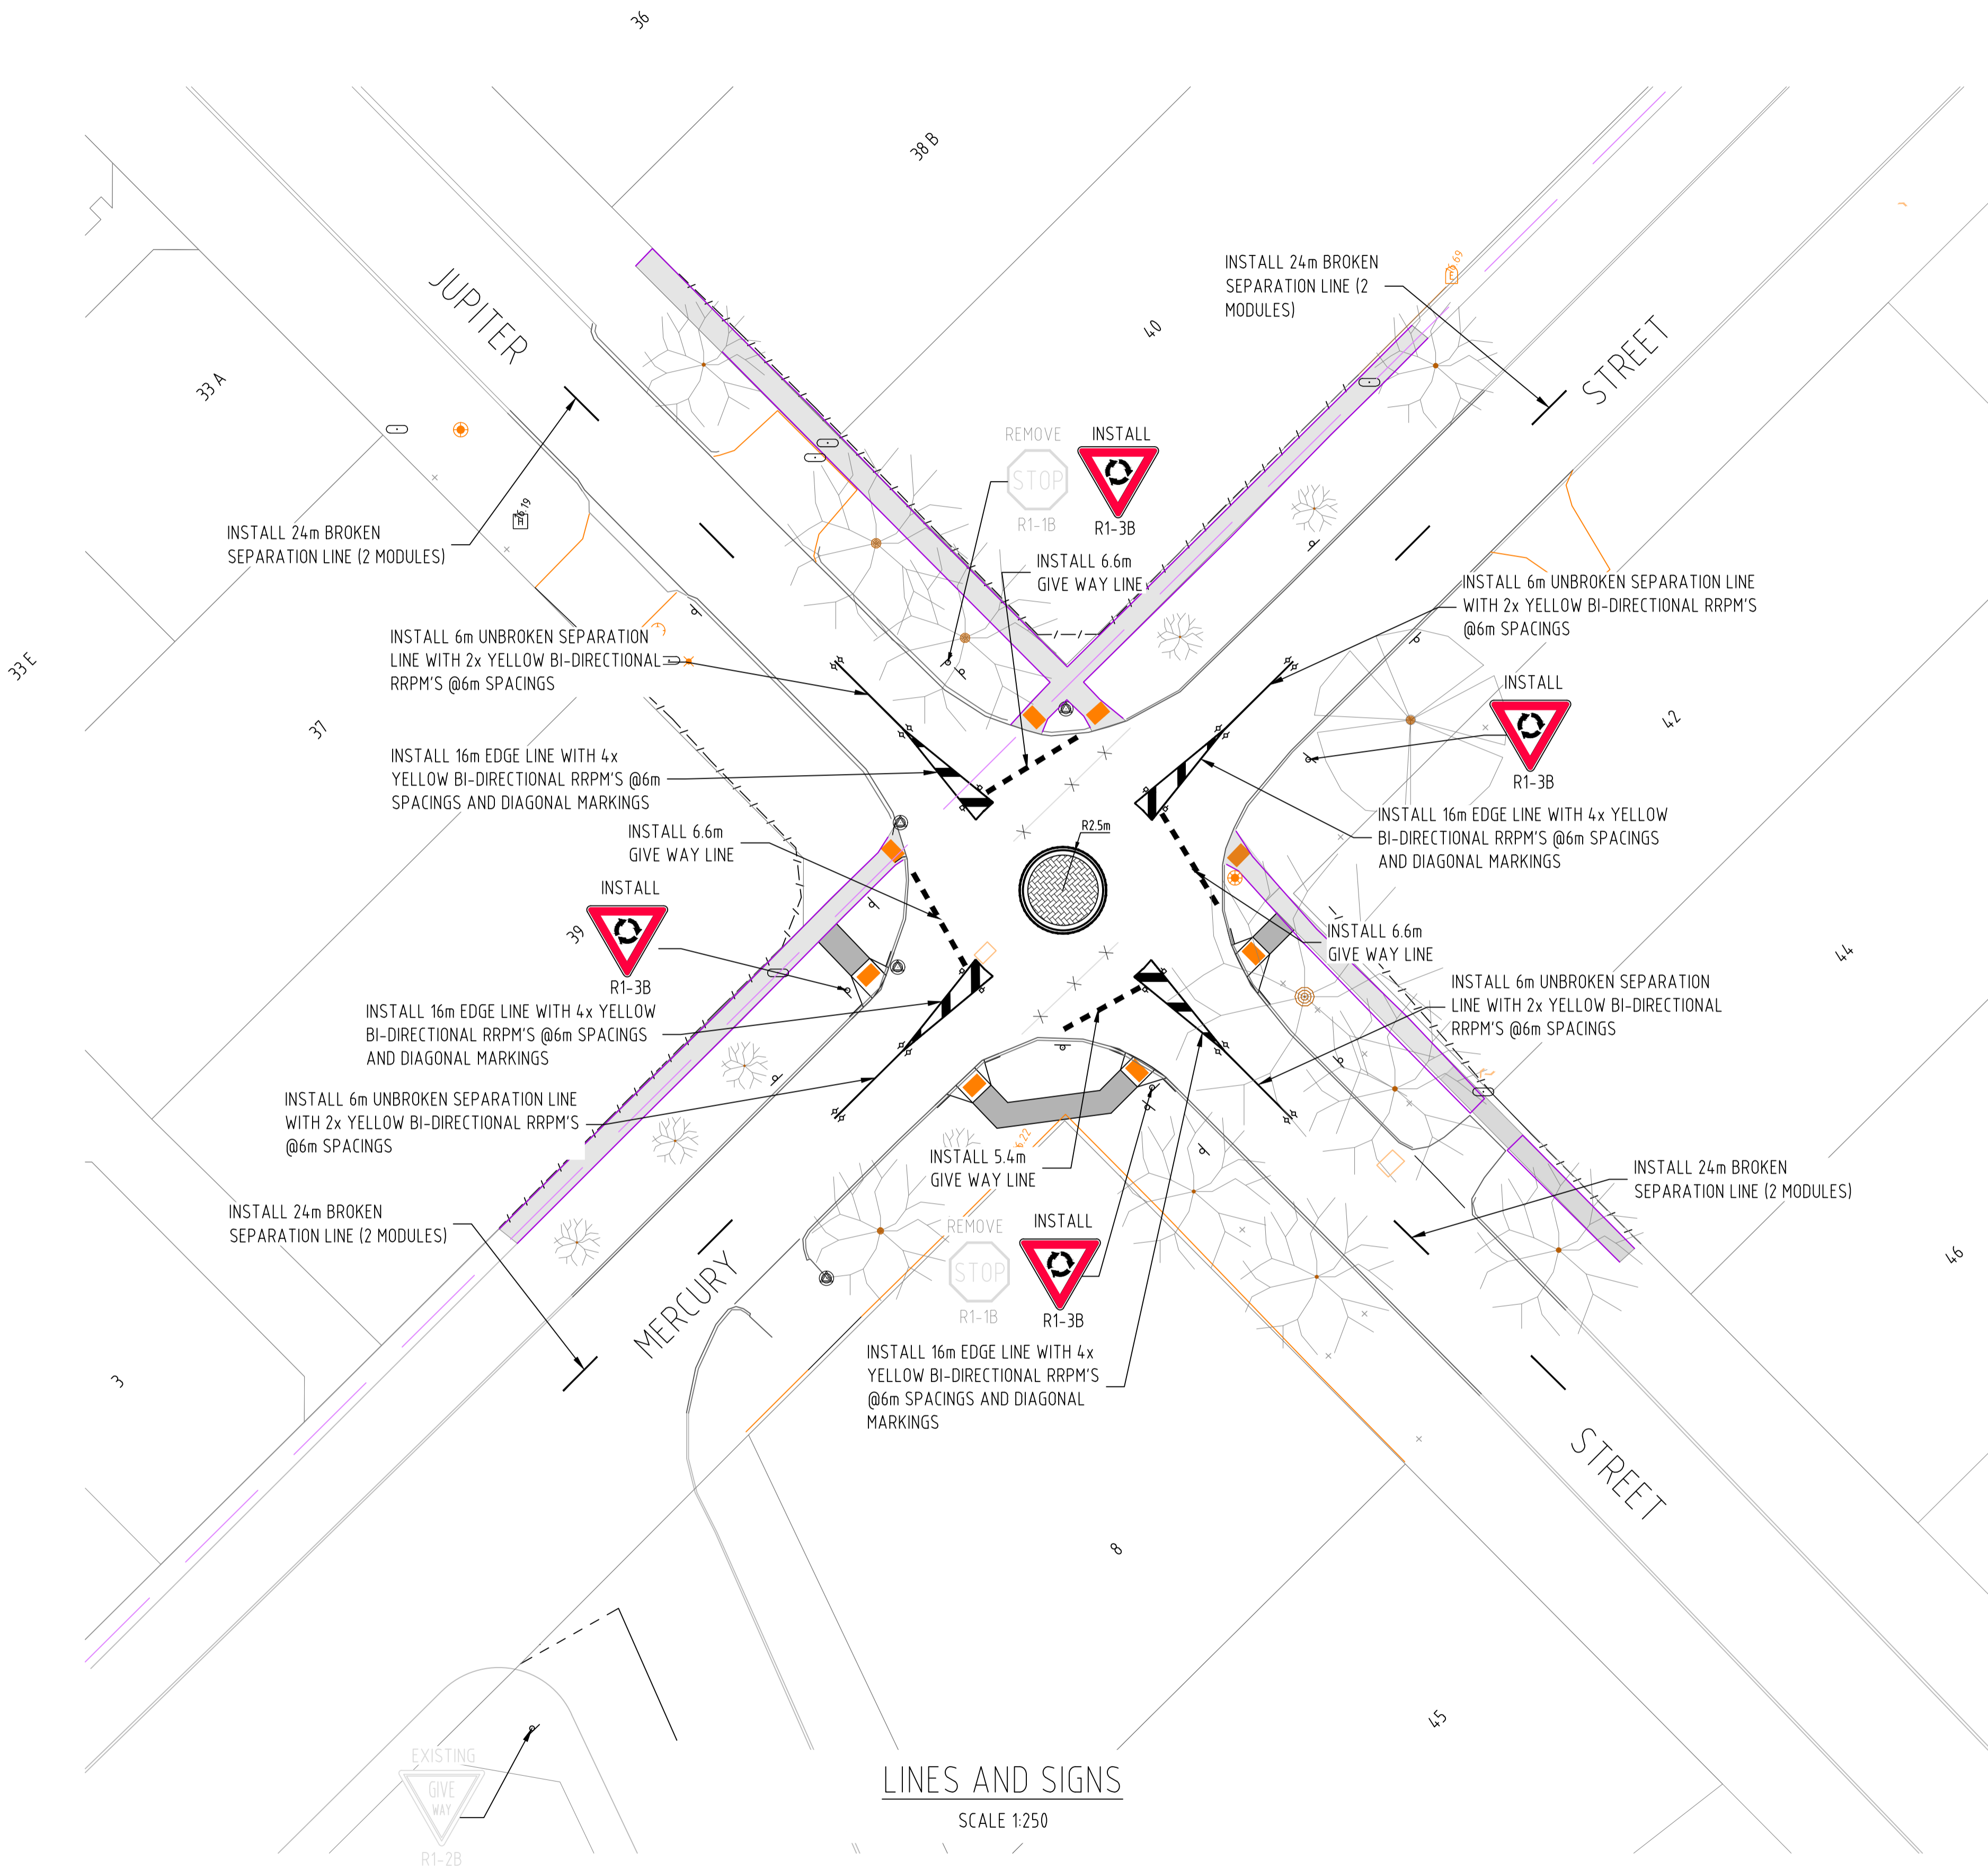 36
38 B
40
JUPITER
STREET
INSTALL 24m BROKEN
SEPARATION LINE (2
MODULES)
33 A
REMOVE
STOP
R1-1B
INSTALL
R1-3B
INSTALL 24m BROKEN
SEPARATION LINE (2 MODULES)
INSTALL 6.6m
GIVE WAY LINE
INSTALL 6m UNBROKEN SEPARATION LINE
WITH 2x YELLOW BI-DIRECTIONAL RRPM'S
@6m SPACINGS
33 E
INSTALL 6m UNBROKEN SEPARATION
LINE WITH 2x YELLOW BI-DIRECTIONAL
RRPM'S @6m SPACINGS
INSTALL
R1-3B
42
37
INSTALL 16m EDGE LINE WITH 4x
YELLOW BI-DIRECTIONAL RRPM'S @6m
SPACINGS AND DIAGONAL MARKINGS
INSTALL 16m EDGE LINE WITH 4x YELLOW
BI-DIRECTIONAL RRPM'S @6m SPACINGS
AND DIAGONAL MARKINGS
INSTALL 6.6m
GIVE WAY LINE
R2.5m
INSTALL
R1-3B
39
INSTALL 6.6m
GIVE WAY LINE
44
INSTALL 6m UNBROKEN SEPARATION
LINE WITH 2x YELLOW BI-DIRECTIONAL
RRPM'S @6m SPACINGS
INSTALL 16m EDGE LINE WITH 4x YELLOW
BI-DIRECTIONAL RRPM'S @6m SPACINGS
AND DIAGONAL MARKINGS
INSTALL 6m UNBROKEN SEPARATION LINE
WITH 2x YELLOW BI-DIRECTIONAL RRPM'S
@6m SPACINGS
INSTALL 5.4m
GIVE WAY LINE
INSTALL 24m BROKEN
SEPARATION LINE (2 MODULES)
INSTALL 24m BROKEN
SEPARATION LINE (2 MODULES)
REMOVE
STOP
R1-1B
INSTALL
R1-3B
46
MERCURY
STREET
INSTALL 16m EDGE LINE WITH 4x
YELLOW BI-DIRECTIONAL RRPM'S
@6m SPACINGS AND DIAGONAL
MARKINGS
3
8
45
EXISTING
GIVE
WAY
R1-2B
LINES AND SIGNS
SCALE 1:250